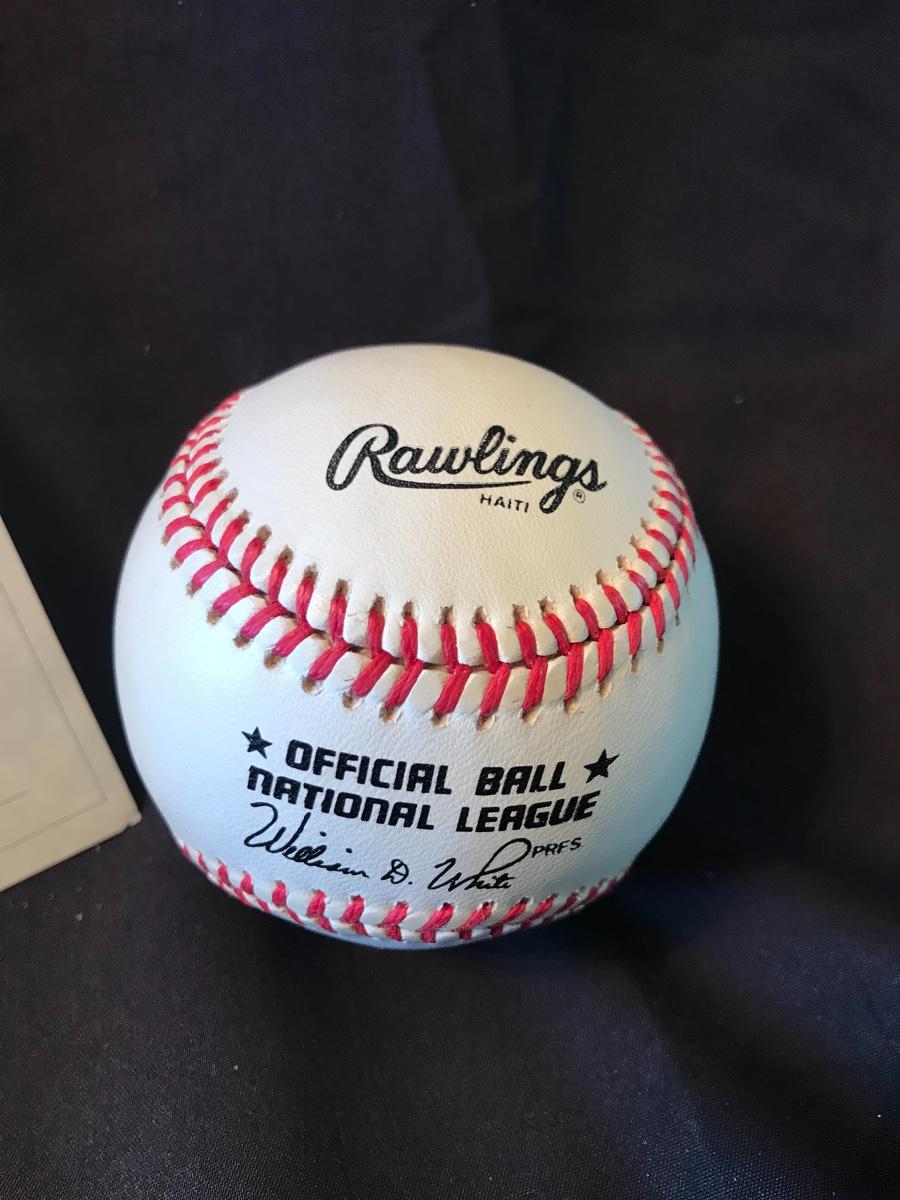 Rawlings®
HAITI
★ OFFICIAL BALL ★
NATIONAL LEAGUE
William D. White PRES.